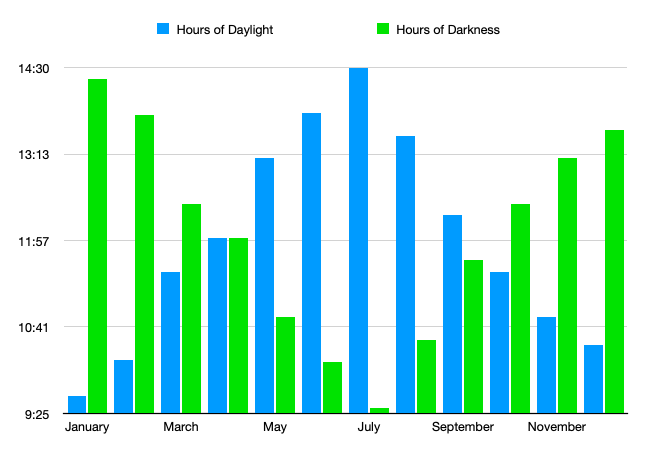 Hours of Daylight
Hours of Darkness
14:30
13:13
11:57
10:41
9:25
January
March
May
July
September
November